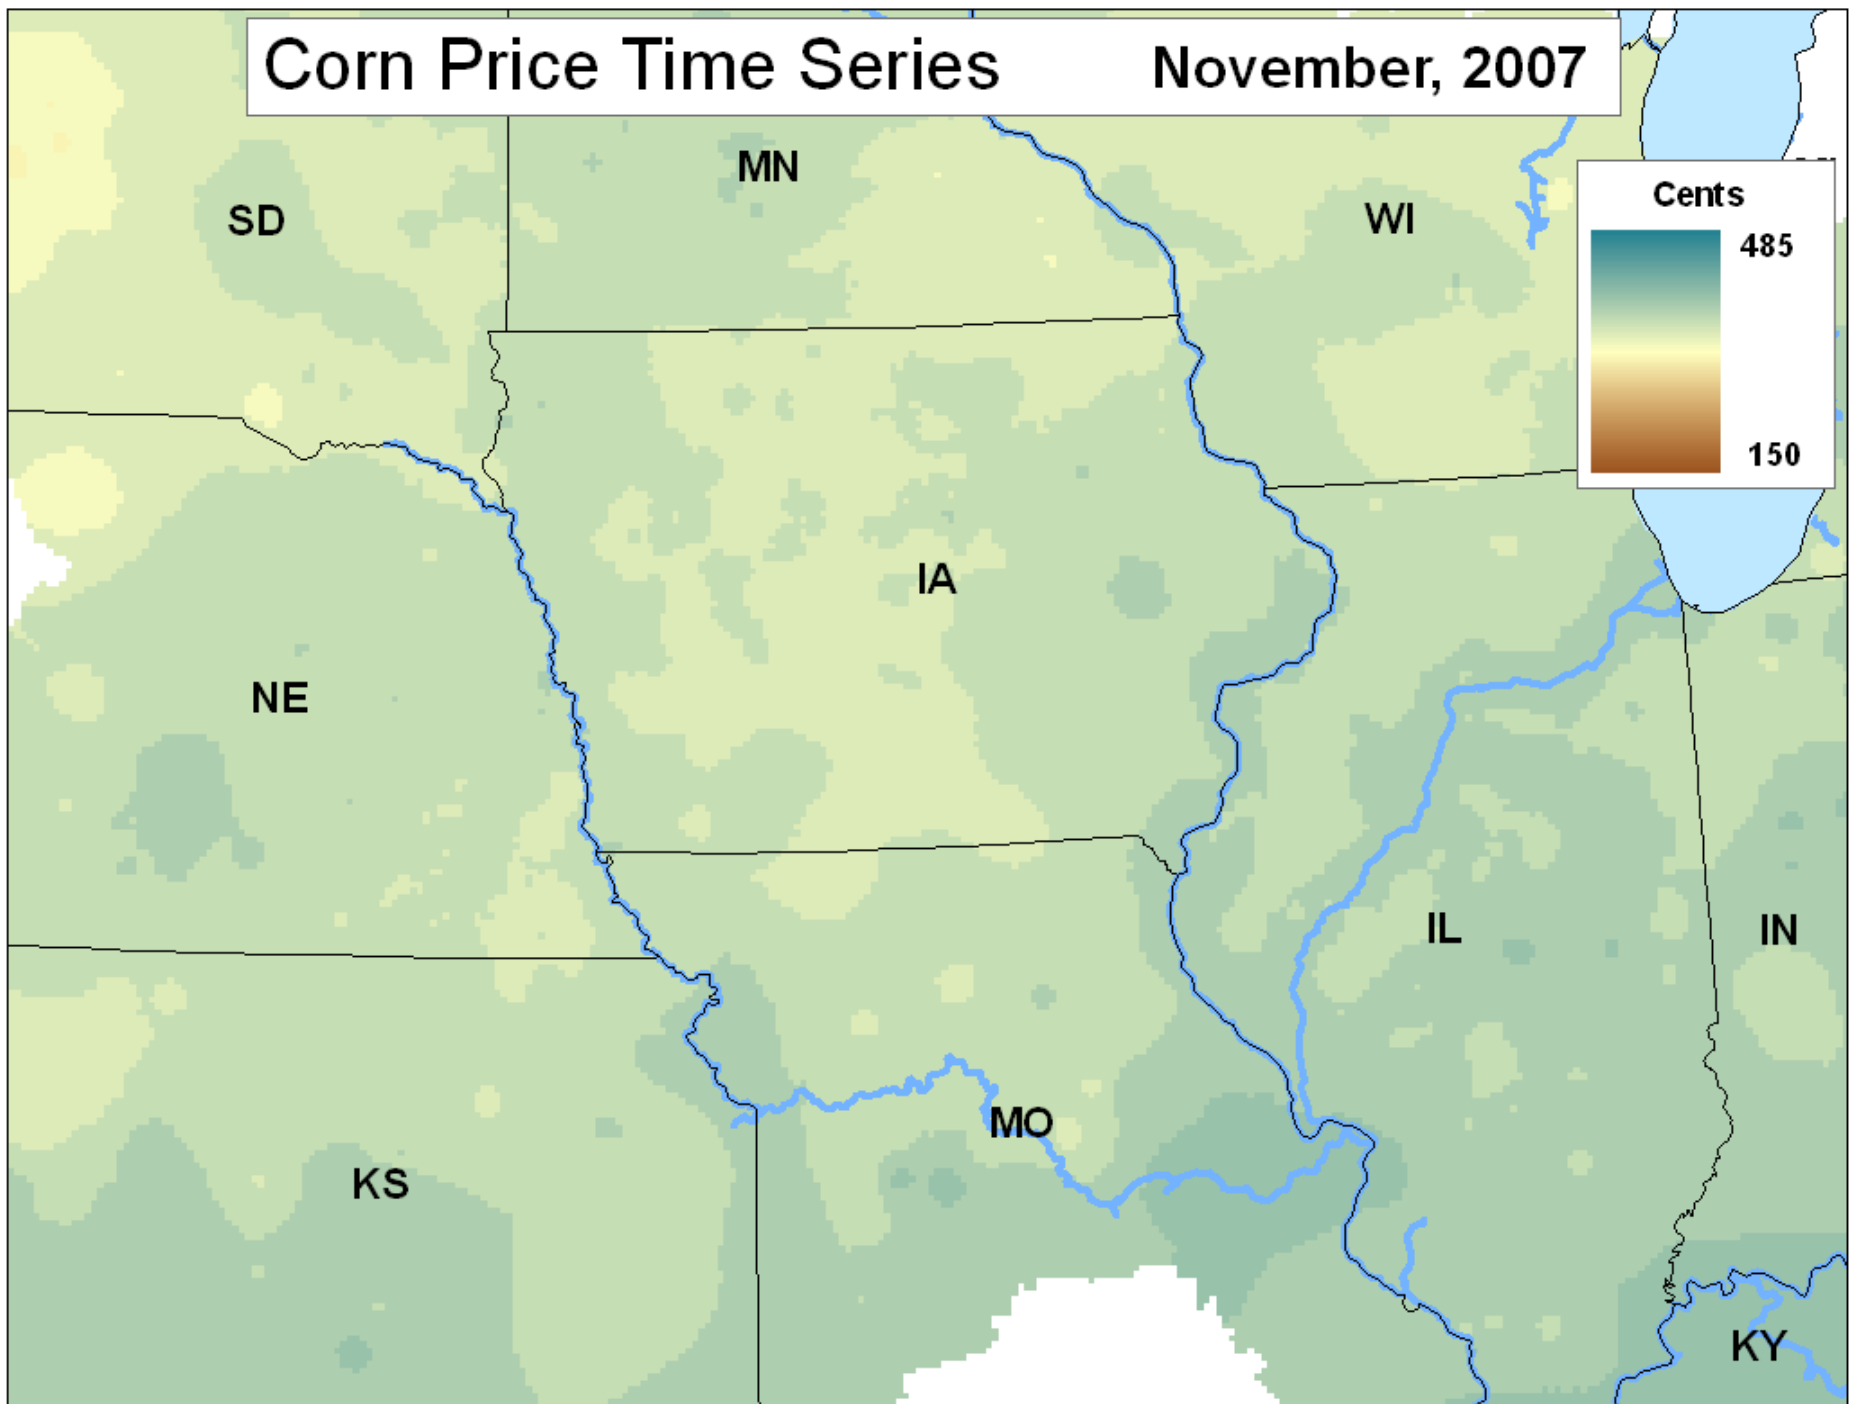 Corn Price Time Series November, 2007
MN
SD
WI
Cents
485
150
IA
NE
IL
IN
MO
KS
KY